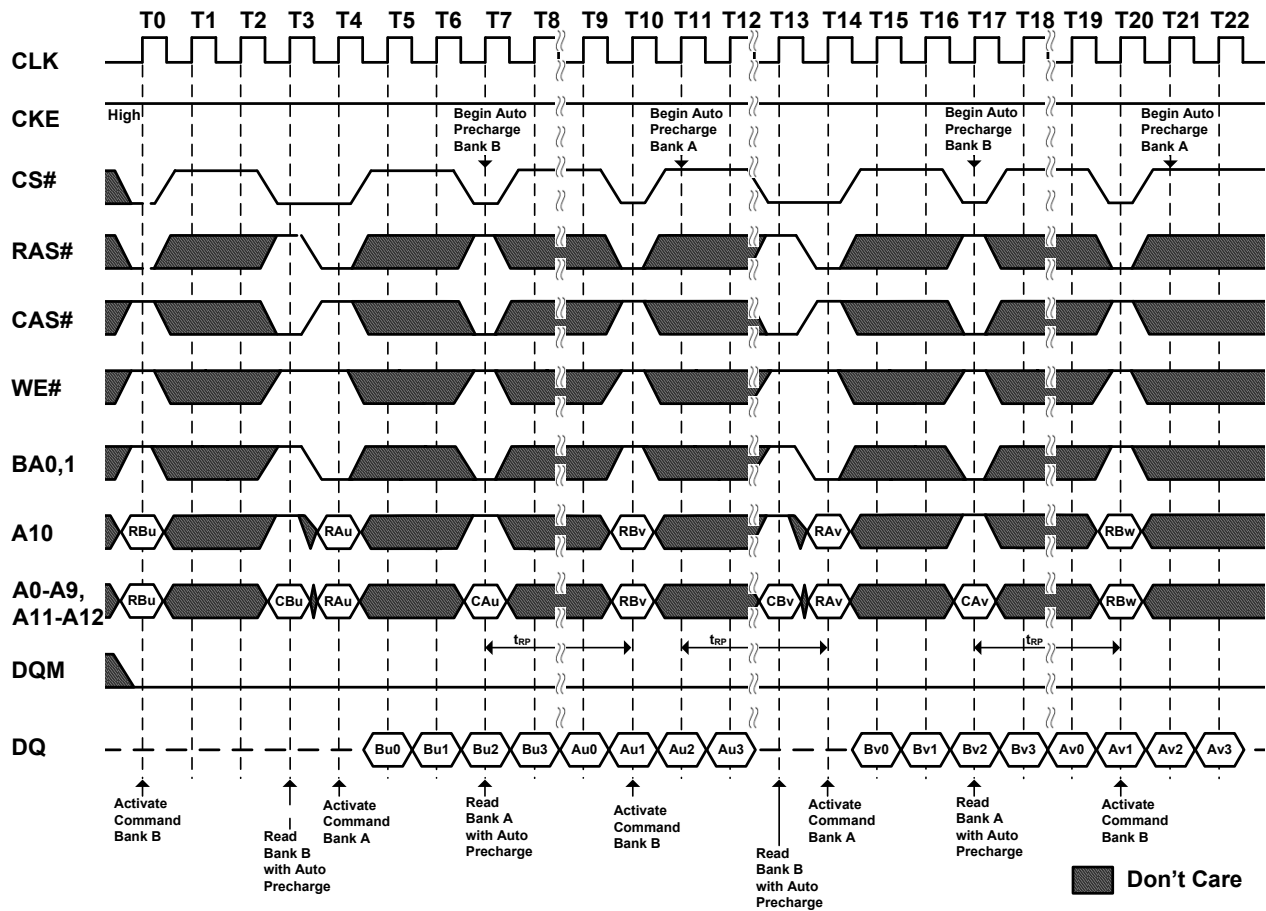 T0 T1 T2 T3 T4 T5 T6 T7 T8 T9 T10 T11 T12 T13 T14 T15 T16 T17 T18 T19 T20 T21 T22
CLK
CKE
High
Begin Auto
Precharge
Bank B
Begin Auto
Precharge
Bank A
Begin Auto
Precharge
Bank B
Begin Auto
Precharge
Bank A
CS#
RAS#
CAS#
WE#
BA0,1
A10
RBu RAu RBv RAv RBw
A0-A9,
A11-A12
RBu CBu RAu CAu RBv CBv RAv CAv RBw
tRP tRP tRP
DQM
DQ
Bu0 Bu1 Bu2 Bu3 Au0 Au1 Au2 Au3 Bv0 Bv1 Bv2 Bv3 Av0 Av1 Av2 Av3
Activate
Command
Bank B
Read
Bank B
with Auto
Precharge
Activate
Command
Bank A
Read
Bank A
with Auto
Precharge
Activate
Command
Bank B
Read
Bank B
with Auto
Precharge
Activate
Command
Bank A
Read
Bank A
with Auto
Precharge
Activate
Command
Bank B
Don't Care